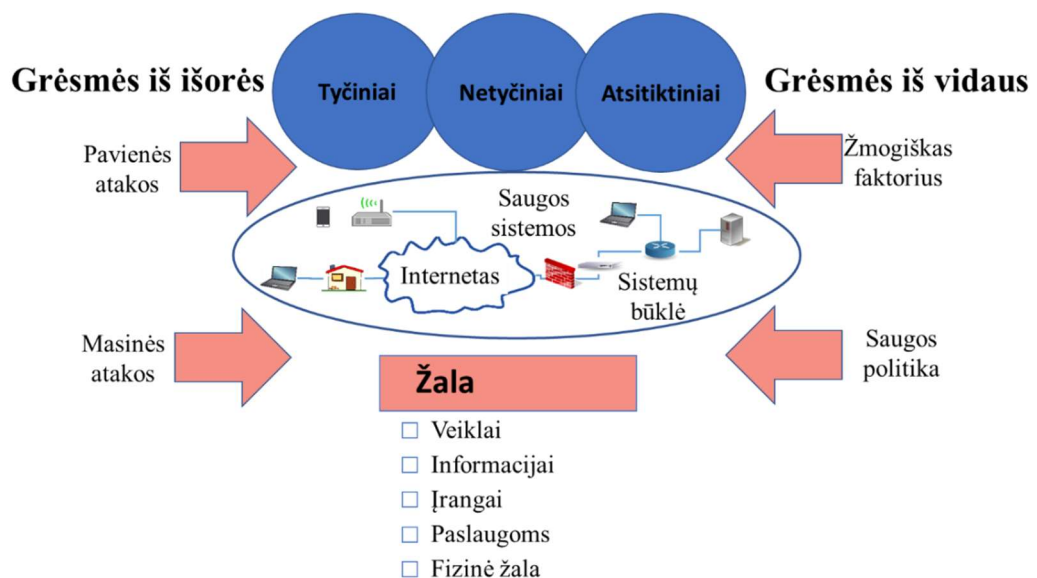 Grėsmės iš išorės
Tyčiniai
Netyčiniai
Atsitiktiniai
Grėsmės iš vidaus
Pavienės
atakos
Žmogiškas
faktorius
Saugos
sistemos
Internetas
Sistemų
būklė
Masinės
atakos
Saugos
politika
Žala
Veiklai
Informacijai
Įrangai
Paslaugoms
Fizinė žala